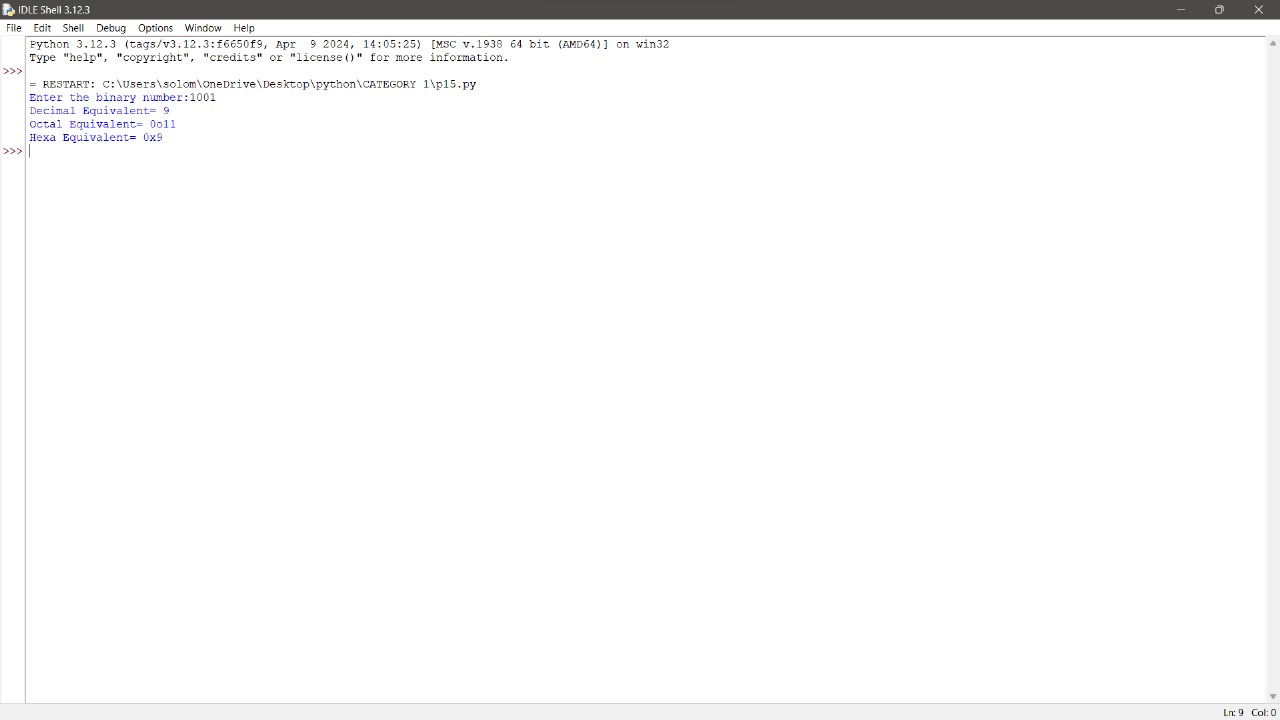 IDLE Shell 3.12.3
File Edit Shell Debug Options Window Help
Python 3.12.3 (tags/v3.12.3:f6650f9, Apr  9 2024, 14:05:25) [MSC v.1938 64 bit (AMD64)] on win32
Type "help", "copyright", "credits" or "license()" for more information.
>>>
= RESTART: C:\Users\solom\OneDrive\Desktop\python\CATEGORY 1\p15.py
Enter the binary number:1001
Decimal Equivalent= 9
Octal Equivalent= 0o11
Hexa Equivalent= 0x9
>>>
Ln: 9 Col: 0